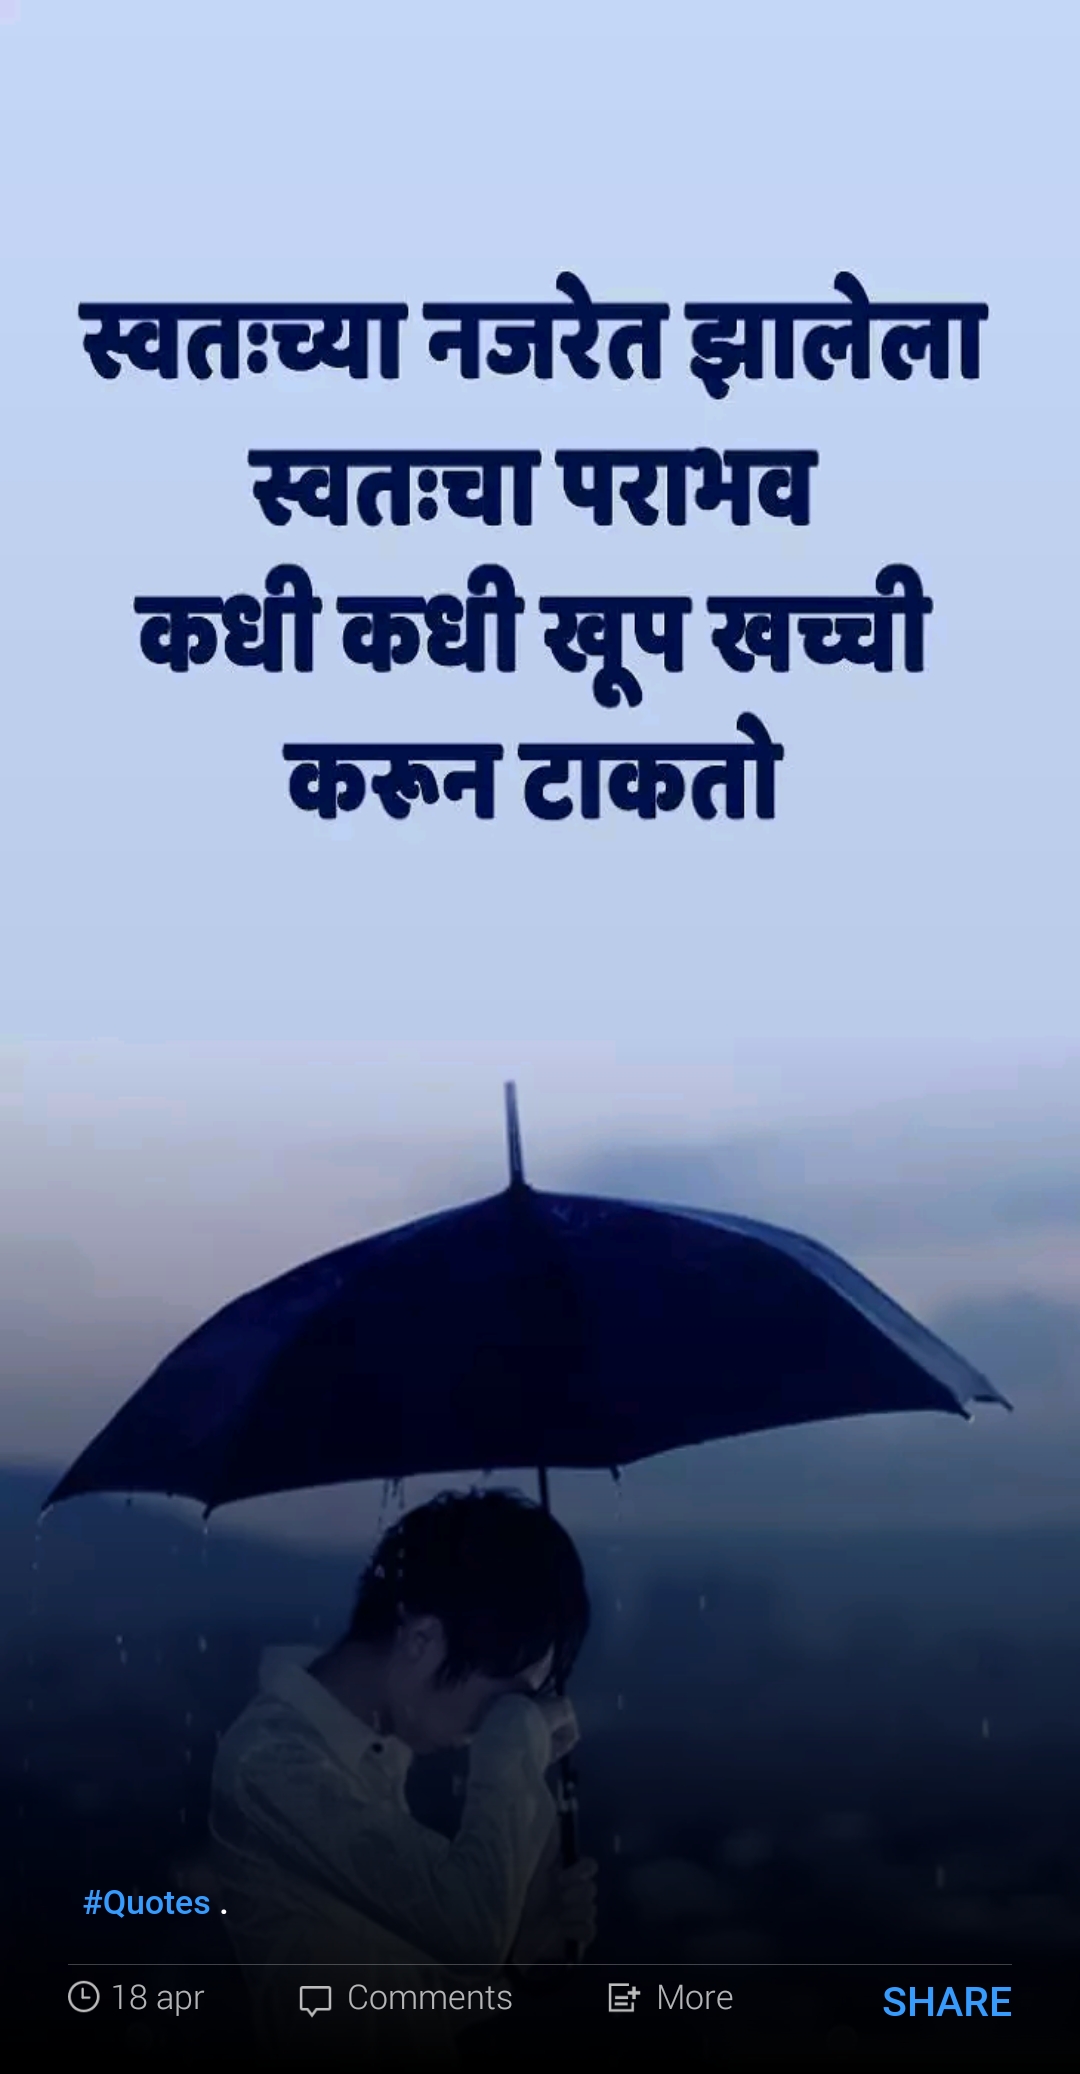 स्वतःच्या नजरेत झालेला
स्वतःचा पराभव
कधी कधी खूप खच्ची
करून टाकतो
#Quotes .
18 apr Comments More SHARE